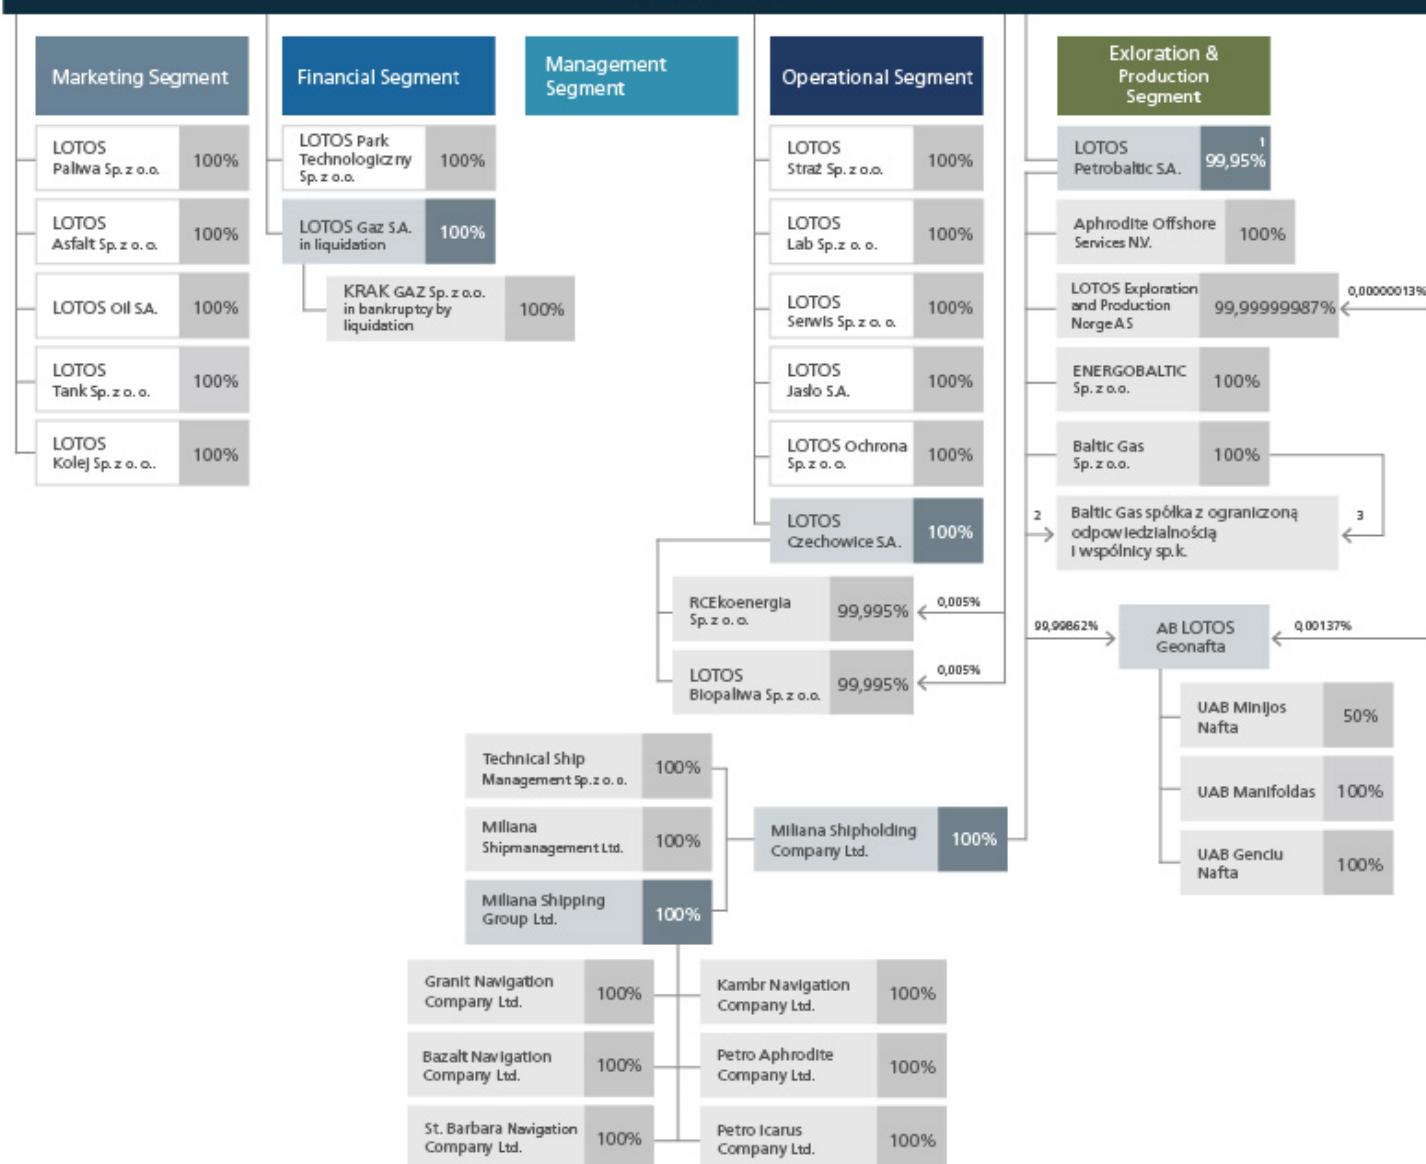 Marketing Segment
LOTOS
Paliwa Sp. z o.o.
100%
LOTOS
Asfalt Sp. z o. o.
100%
LOTOS Oil S.A.
100%
LOTOS
Tank Sp. z o. o.
100%
LOTOS
Kolej Sp. z o. o..
100%
Financial Segment
LOTOS Park
Technologiczny
Sp. z o.o.
100%
LOTOS Gaz S.A.
in liquidation
100%
KRAK GAZ Sp. z o.o.
in bankruptcy by
liquidation
100%
Management
Segment
Operational Segment
LOTOS
Straż Sp. z o.o.
100%
LOTOS
Lab Sp. z o. o.
100%
LOTOS
Serwis Sp. z o. o.
100%
LOTOS
Jasło S.A.
100%
LOTOS Ochrona
Sp. z o. o.
100%
LOTOS
Czechowice S.A.
100%
RCEkoenergia
Sp. z o. o.
99,995%
0,005%
LOTOS
Biopaliwa Sp. z o.o.
99,995%
0,005%
Exloration &
Production
Segment
LOTOS
Petrobaltic S.A.
99,95% 1
Aphrodite Offshore
Services N.V.
100%
LOTOS Exploration
and Production
Norge AS
99,99999987%
0,00000013%
ENERGOBALTIC
Sp. z o.o.
100%
Baltic Gas
Sp. z o.o.
100%
2
Baltic Gas spółka z ograniczoną
odpowiedzialnością
i wspólnicy sp.k.
3
99,99862%
AB LOTOS
Geonafta
0,00137%
UAB Minijos
Nafta
50%
UAB Manifoldas
100%
UAB Genciu
Nafta
100%
Technical Ship
Management Sp. z o. o.
100%
Miliana
Shipmanagement Ltd.
100%
Miliana Shipping
Group Ltd.
100%
Miliana Shipholding
Company Ltd.
100%
Granit Navigation
Company Ltd.
100%
Kambr Navigation
Company Ltd.
100%
Bazalt Navigation
Company Ltd.
100%
Petro Aphrodite
Company Ltd.
100%
St. Barbara Navigation
Company Ltd.
100%
Petro Icarus
Company Ltd.
100%